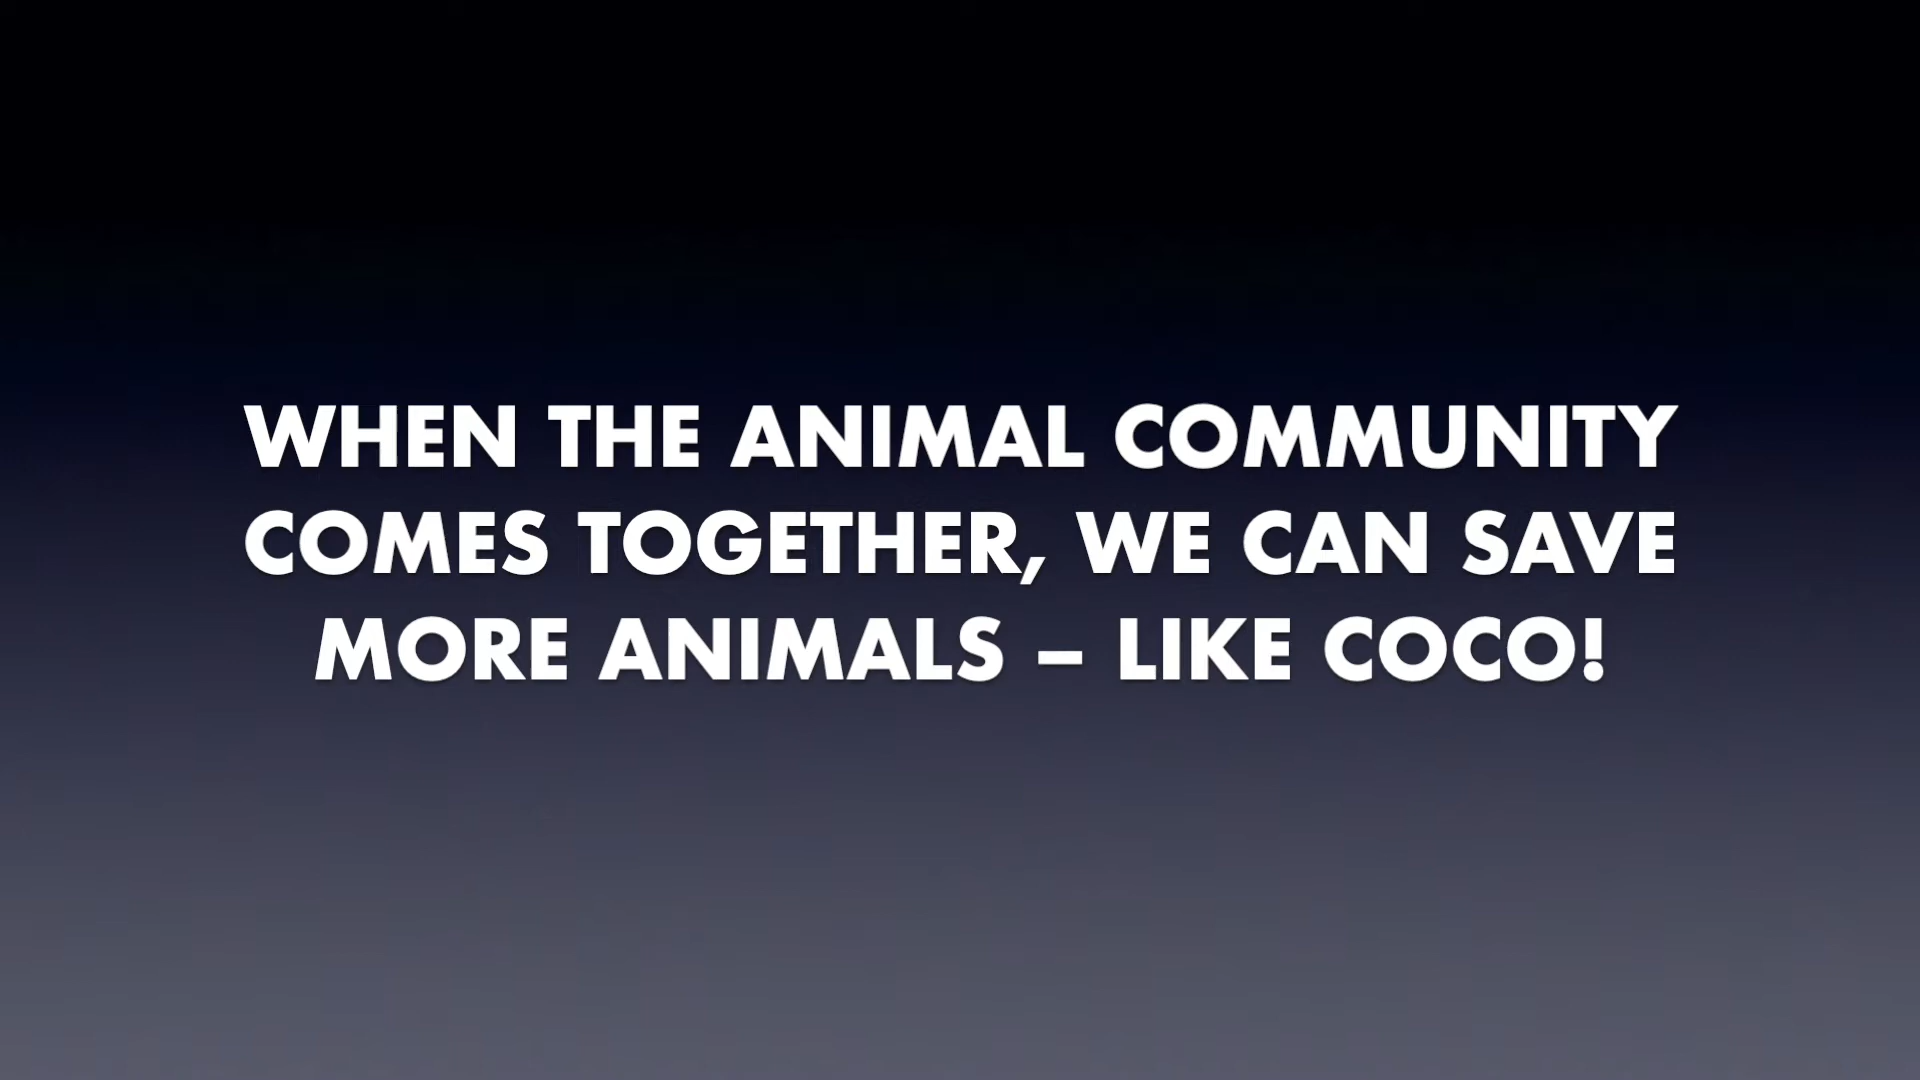 WHEN THE ANIMAL COMMUNITY
COMES TOGETHER, WE CAN SAVE
MORE ANIMALS – LIKE COCO!